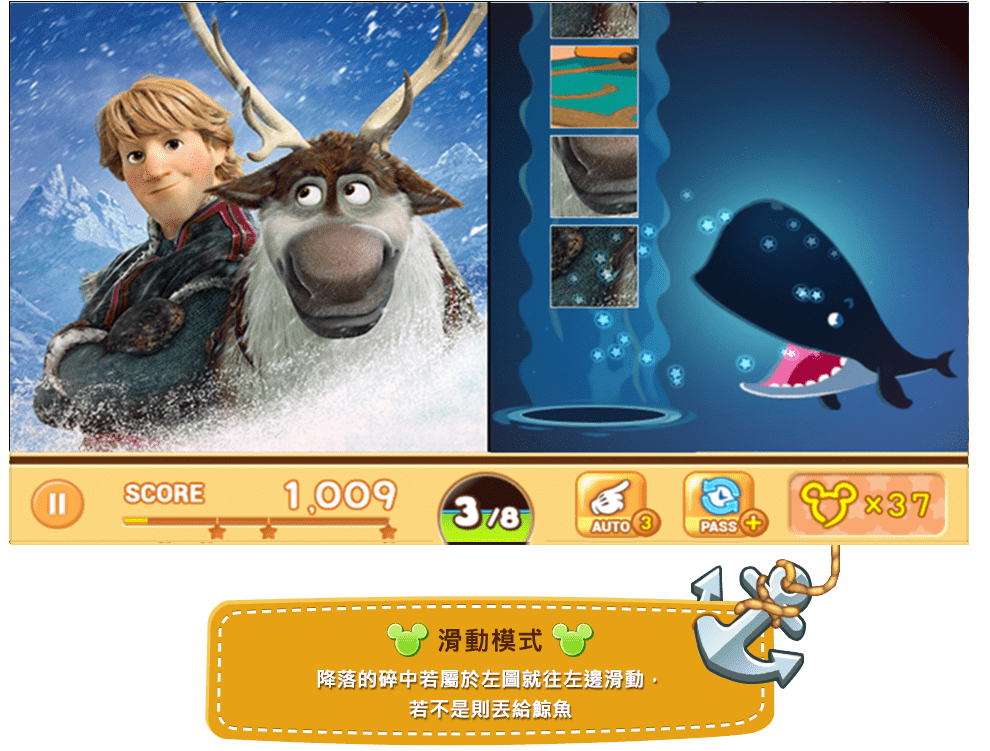 SCORE 1,009
3/8
AUTO 3
PASS +
×37
滑動模式
降落的碎中若屬於左圖就往左邊滑動，
若不是則丟給鯨魚